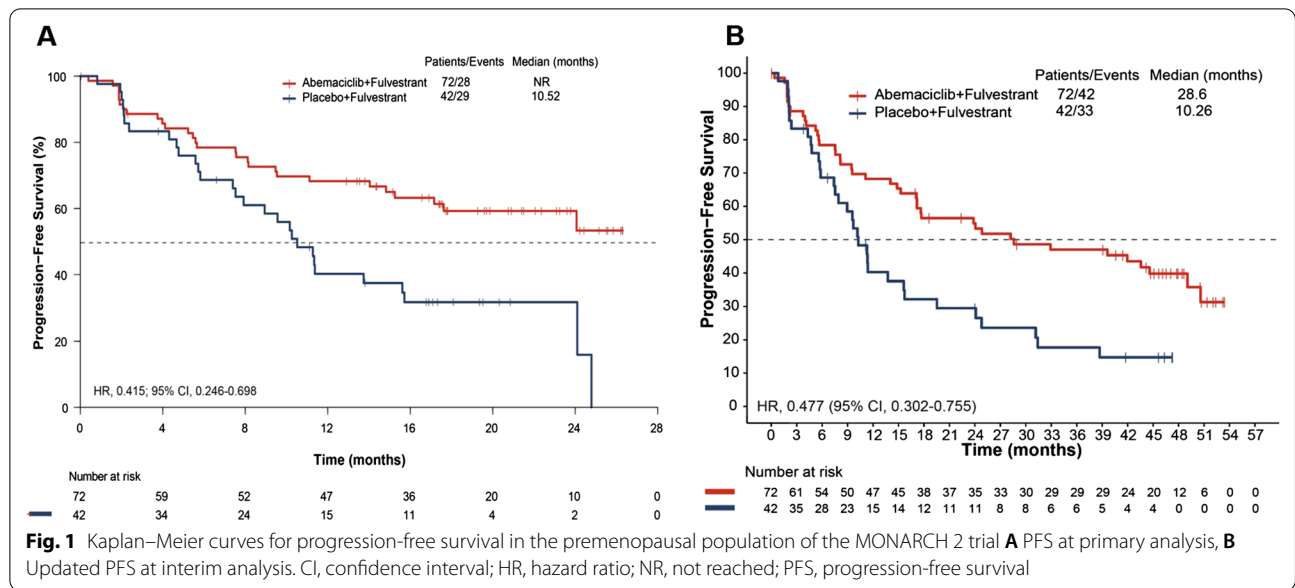 A
Patients/Events Median (months)
Abemaciclib+Fulvestrant 72/28 NR
Placebo+Fulvestrant 42/29 10.52
Progression–Free Survival (%)
100
80
60
40
20
0
HR, 0.415; 95% CI, 0.246-0.698
0 4 8 12 16 20 24 28
Time (months)
Number at risk
72 59 52 47 36 20 10 0
42 34 24 15 11 4 2 0
B
Patients/Events Median (months)
Abemaciclib+Fulvestrant 72/42 28.6
Placebo+Fulvestrant 42/33 10.26
Progression–Free Survival
100
90
80
70
60
50
40
30
20
10
0
HR, 0.477 (95% CI, 0.302-0.755)
0 3 6 9 12 15 18 21 24 27 30 33 36 39 42 45 48 51 54 57
Time (months)
Number at risk
72 61 54 50 47 45 38 37 35 33 30 29 29 29 24 20 12 6 0 0
42 35 28 23 15 14 12 11 11 8 8 6 6 5 4 4 0 0 0 0
Fig. 1 Kaplan–Meier curves for progression-free survival in the premenopausal population of the MONARCH 2 trial A PFS at primary analysis, B
Updated PFS at interim analysis. CI, confidence interval; HR, hazard ratio; NR, not reached; PFS, progression-free survival